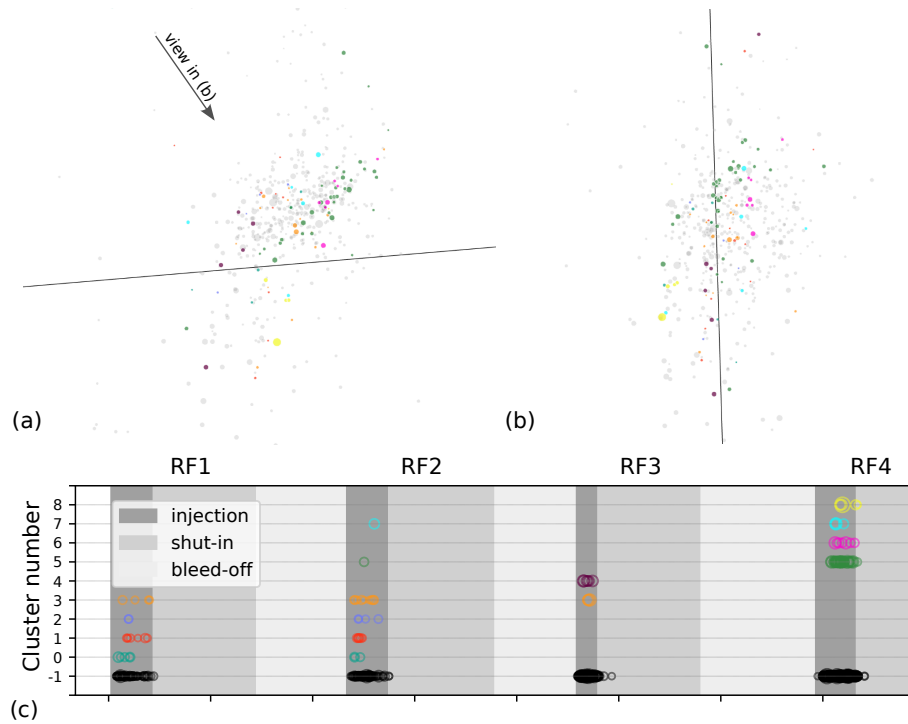 view in (b)
(a)
(b)
RF1 RF2 RF3 RF4
Cluster number
8
7
6
5
4
3
2
1
0
-1
injection
shut-in
bleed-off
(c)